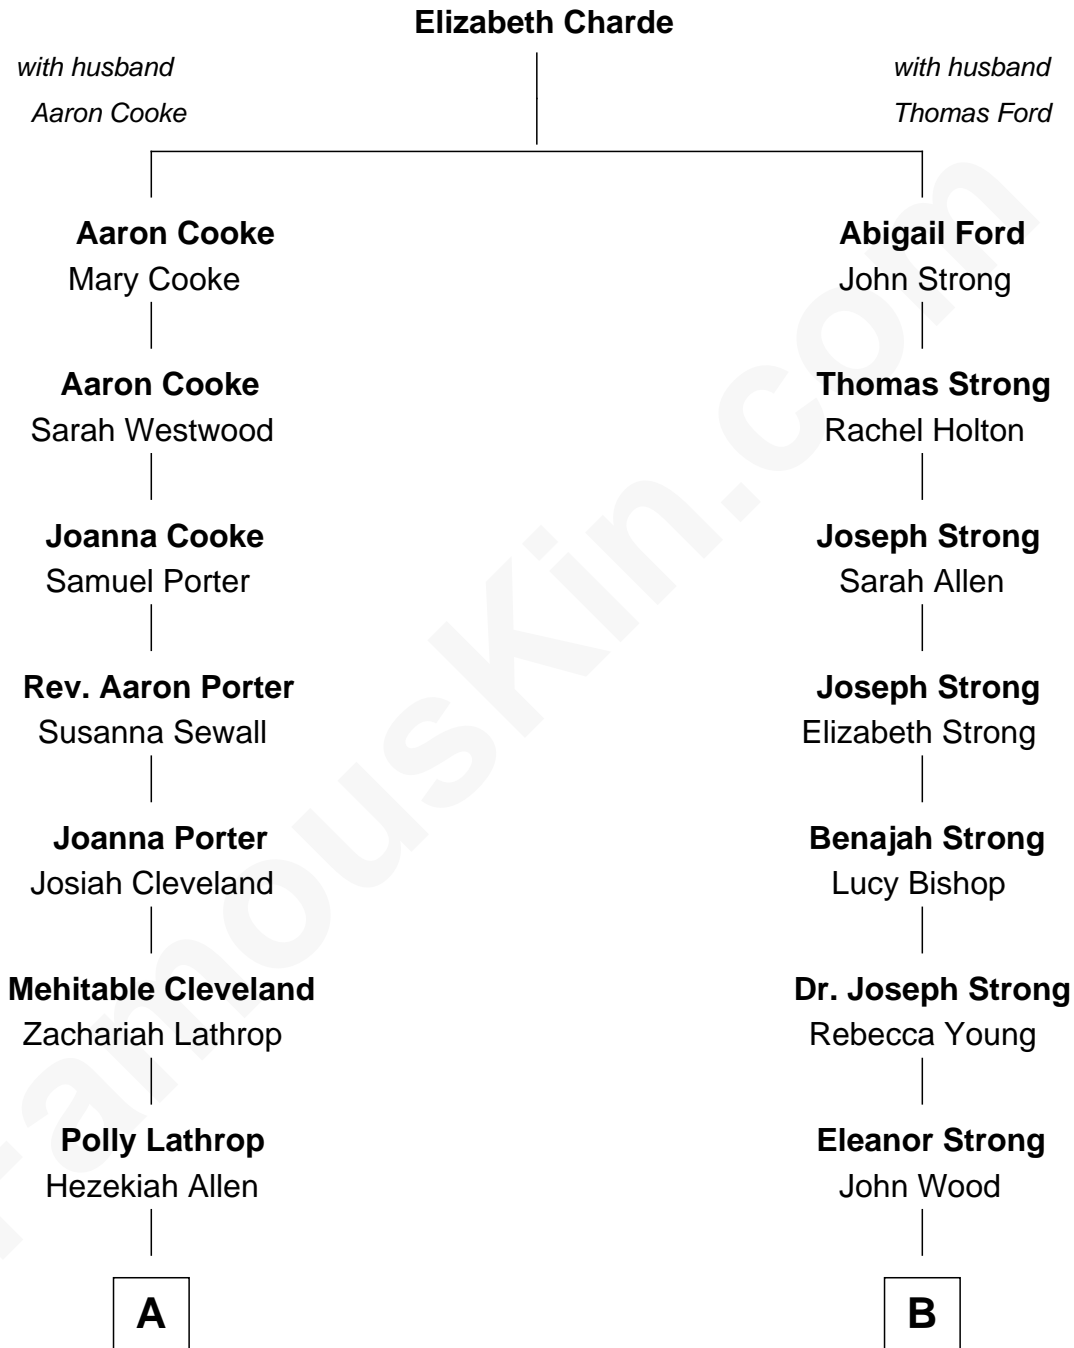 Elizabeth Charde
with husband
Aaron Cooke
with husband
Thomas Ford
Aaron Cooke
Mary Cooke
Abigail Ford
John Strong
Aaron Cooke
Sarah Westwood
Thomas Strong
Rachel Holton
Joanna Cooke
Samuel Porter
Joseph Strong
Sarah Allen
Rev. Aaron Porter
Susanna Sewall
Joseph Strong
Elizabeth Strong
Joanna Porter
Josiah Cleveland
Benajah Strong
Lucy Bishop
Mehitable Cleveland
Zachariah Lathrop
Dr. Joseph Strong
Rebecca Young
Polly Lathrop
Hezekiah Allen
Eleanor Strong
John Wood
A
B
FamousKin.com